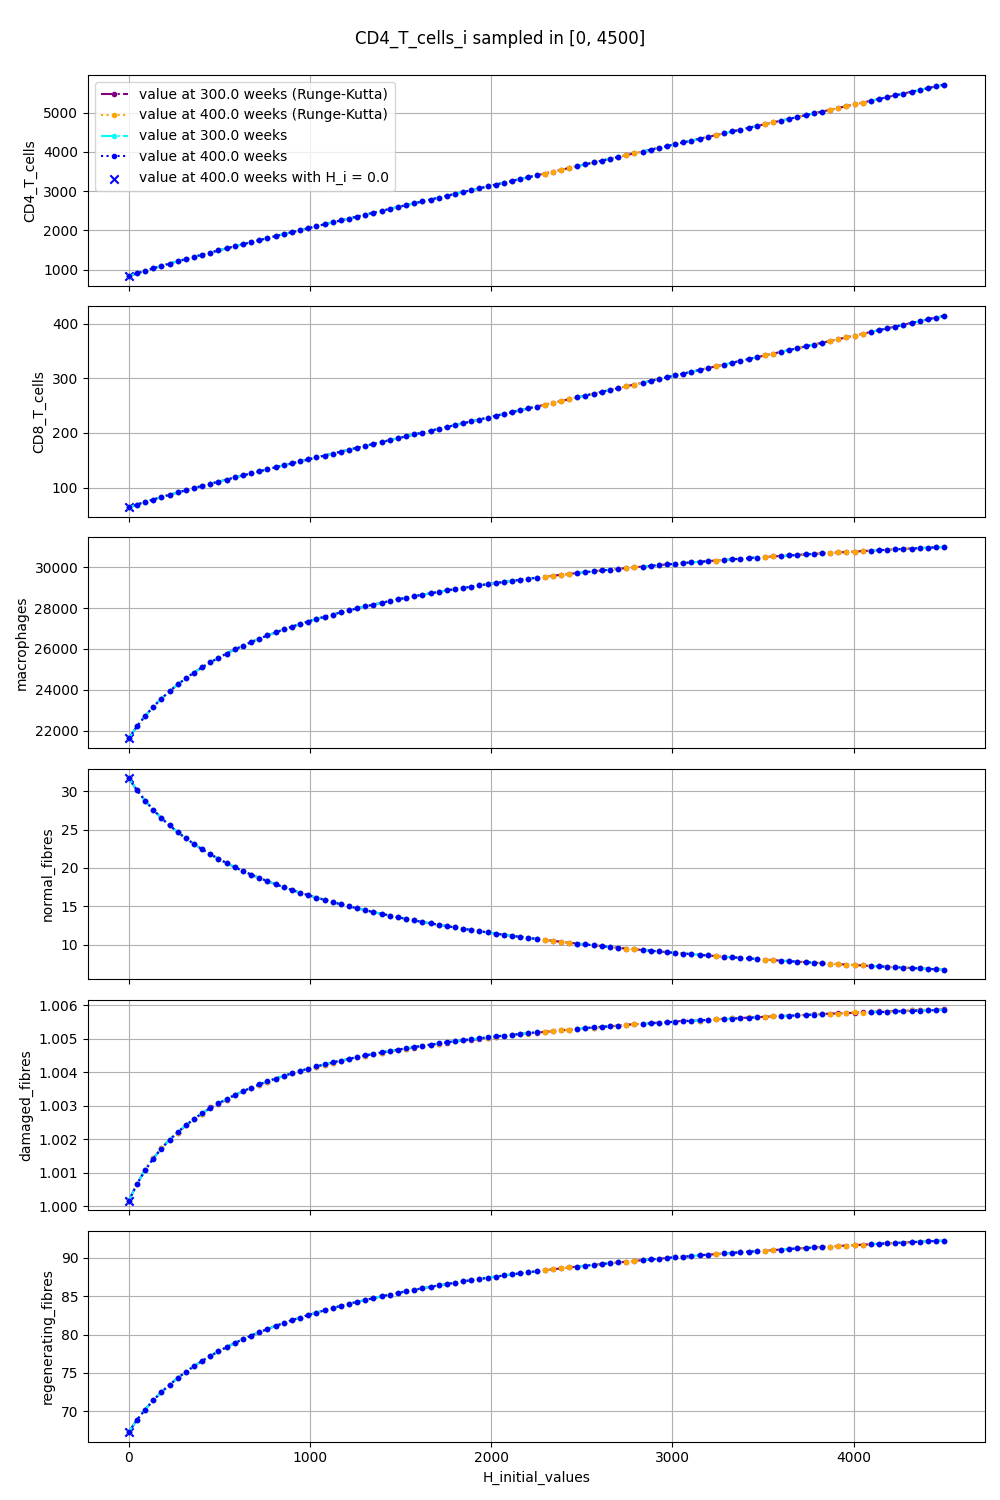 CD4_T_cells_i sampled in [0, 4500]
value at 300.0 weeks (Runge-Kutta)
value at 400.0 weeks (Runge-Kutta)
value at 300.0 weeks
value at 400.0 weeks
value at 400.0 weeks with H_i = 0.0
CD4_T_cells
5000
4000
3000
2000
1000
CD8_T_cells
400
300
200
100
macrophages
30000
28000
26000
24000
22000
normal_fibres
30
25
20
15
10
damaged_fibres
1.006
1.005
1.004
1.003
1.002
1.001
1.000
regenerating_fibres
90
85
80
75
70
0 1000 2000 3000 4000
H_initial_values